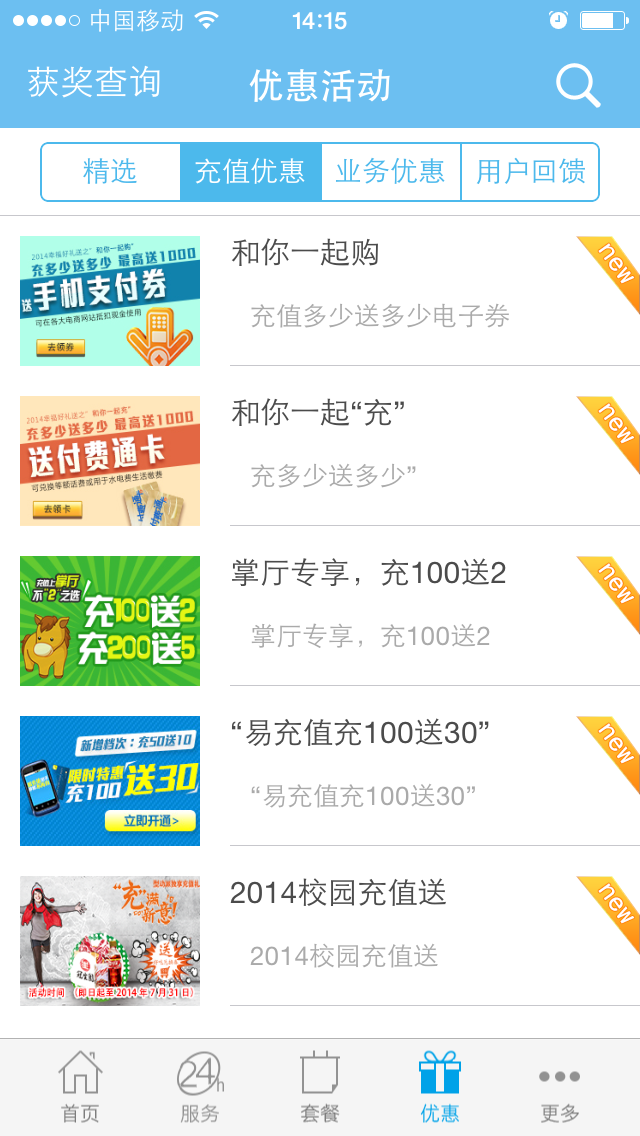 中国移动
14:15
获奖查询
优惠活动
精选
充值优惠
业务优惠
用户回馈
2014年福好礼送之“和你一起购”
充多少送多少 最高送1000
送手机支付券
可在各大电商网站抵扣现金使用
去领券
和你一起购
充值多少送多少电子券
new
2014年福好礼送之“和你一起充”
充多少送多少 最高送1000
送付费通卡
可兑换等额话费或用于水电费生活缴费
去领卡
和你一起“充”
充多少送多少”
new
充值上掌厅
不“2”之选
充100送2
充200送5
掌厅专享，充100送2
掌厅专享，充100送2
new
新增档次：充50送10
限时特惠
充100送30
立即开通>
“易充值充100送30”
“易充值充100送30”
new
“充”满新意!
送
活动时间 （即日起至 2014 年 7 月 31 日）
2014校园充值送
2014校园充值送
new
首页
24h
服务
套餐
优惠
更多